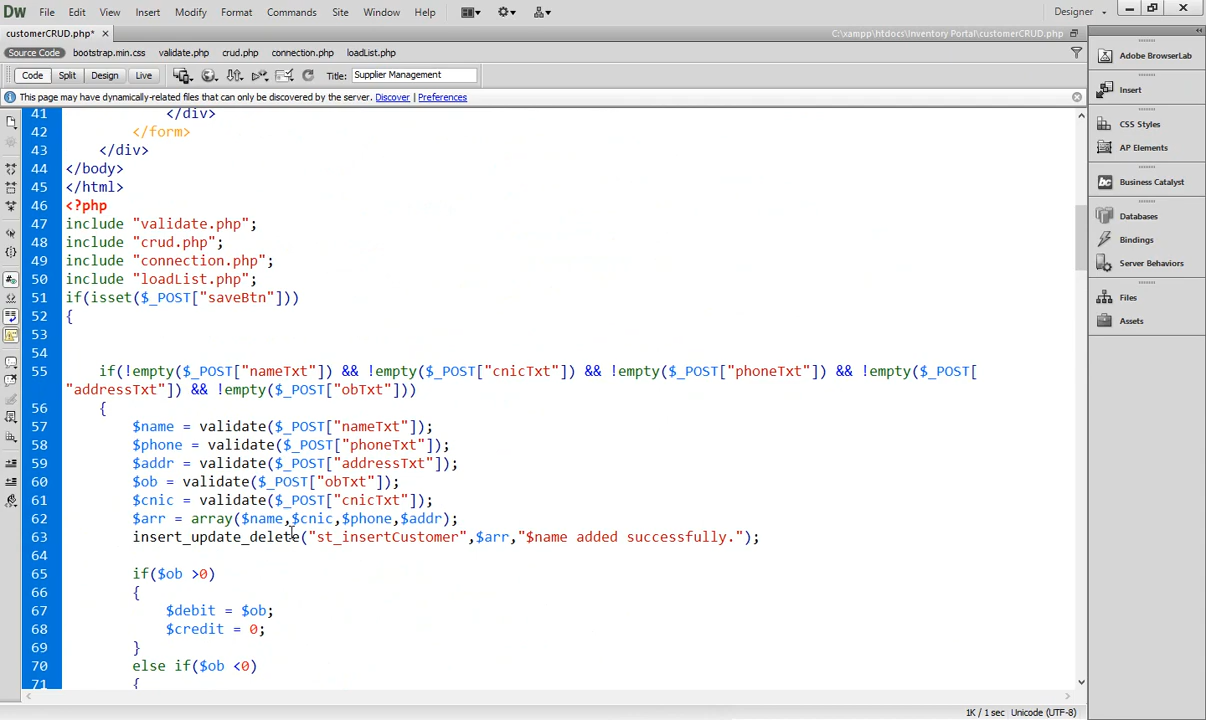 DW File Edit View Insert Modify Format Commands Site Window Help Designer
customerCRUD.php* C:\xampp\htdocs\Inventory Portal\customerCRUD.php
Source Code bootstrap.min.css validate.php crud.php connection.php loadList.php
Code Split Design Live Title: Supplier Management
This page may have dynamically-related files that can only be discovered by the server. Discover | Preferences
41 </div>
42 </form>
43 </div>
44 </body>
45 </html>
46 <?php
47 include "validate.php";
48 include "crud.php";
49 include "connection.php";
50 include "loadList.php";
51 if(isset($_POST["saveBtn"]))
52 {
53
54
55 if(!empty($_POST["nameTxt"]) && !empty($_POST["cnicTxt"]) && !empty($_POST["phoneTxt"]) && !empty($_POST[
"addressTxt"]) && !empty($_POST["obTxt"]))
56 {
57 $name = validate($_POST["nameTxt"]);
58 $phone = validate($_POST["phoneTxt"]);
59 $addr = validate($_POST["addressTxt"]);
60 $ob = validate($_POST["obTxt"]);
61 $cnic = validate($_POST["cnicTxt"]);
62 $arr = array($name,$cnic,$phone,$addr);
63 insert_update_delete("st_insertCustomer",$arr,"$name added successfully.");
64
65 if($ob >0)
66 {
67 $debit = $ob;
68 $credit = 0;
69 }
70 else if($ob <0)
71 {
Adobe BrowserLab
Insert
CSS Styles
AP Elements
bc Business Catalyst
Databases
Bindings
Server Behaviors
Files
Assets
1K / 1 sec Unicode (UTF-8)